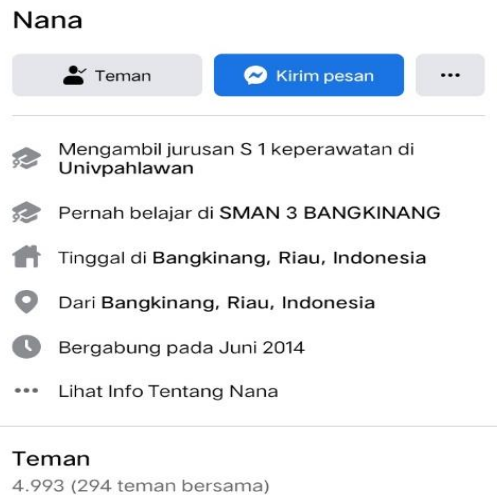 Nana
Teman
Kirim pesan
Mengambil jurusan S 1 keperawatan di
Univpahlawan
Pernah belajar di SMAN 3 BANGKINANG
Tinggal di Bangkinang, Riau, Indonesia
Dari Bangkinang, Riau, Indonesia
Bergabung pada Juni 2014
Lihat Info Tentang Nana
Teman
4.993 (294 teman bersama)